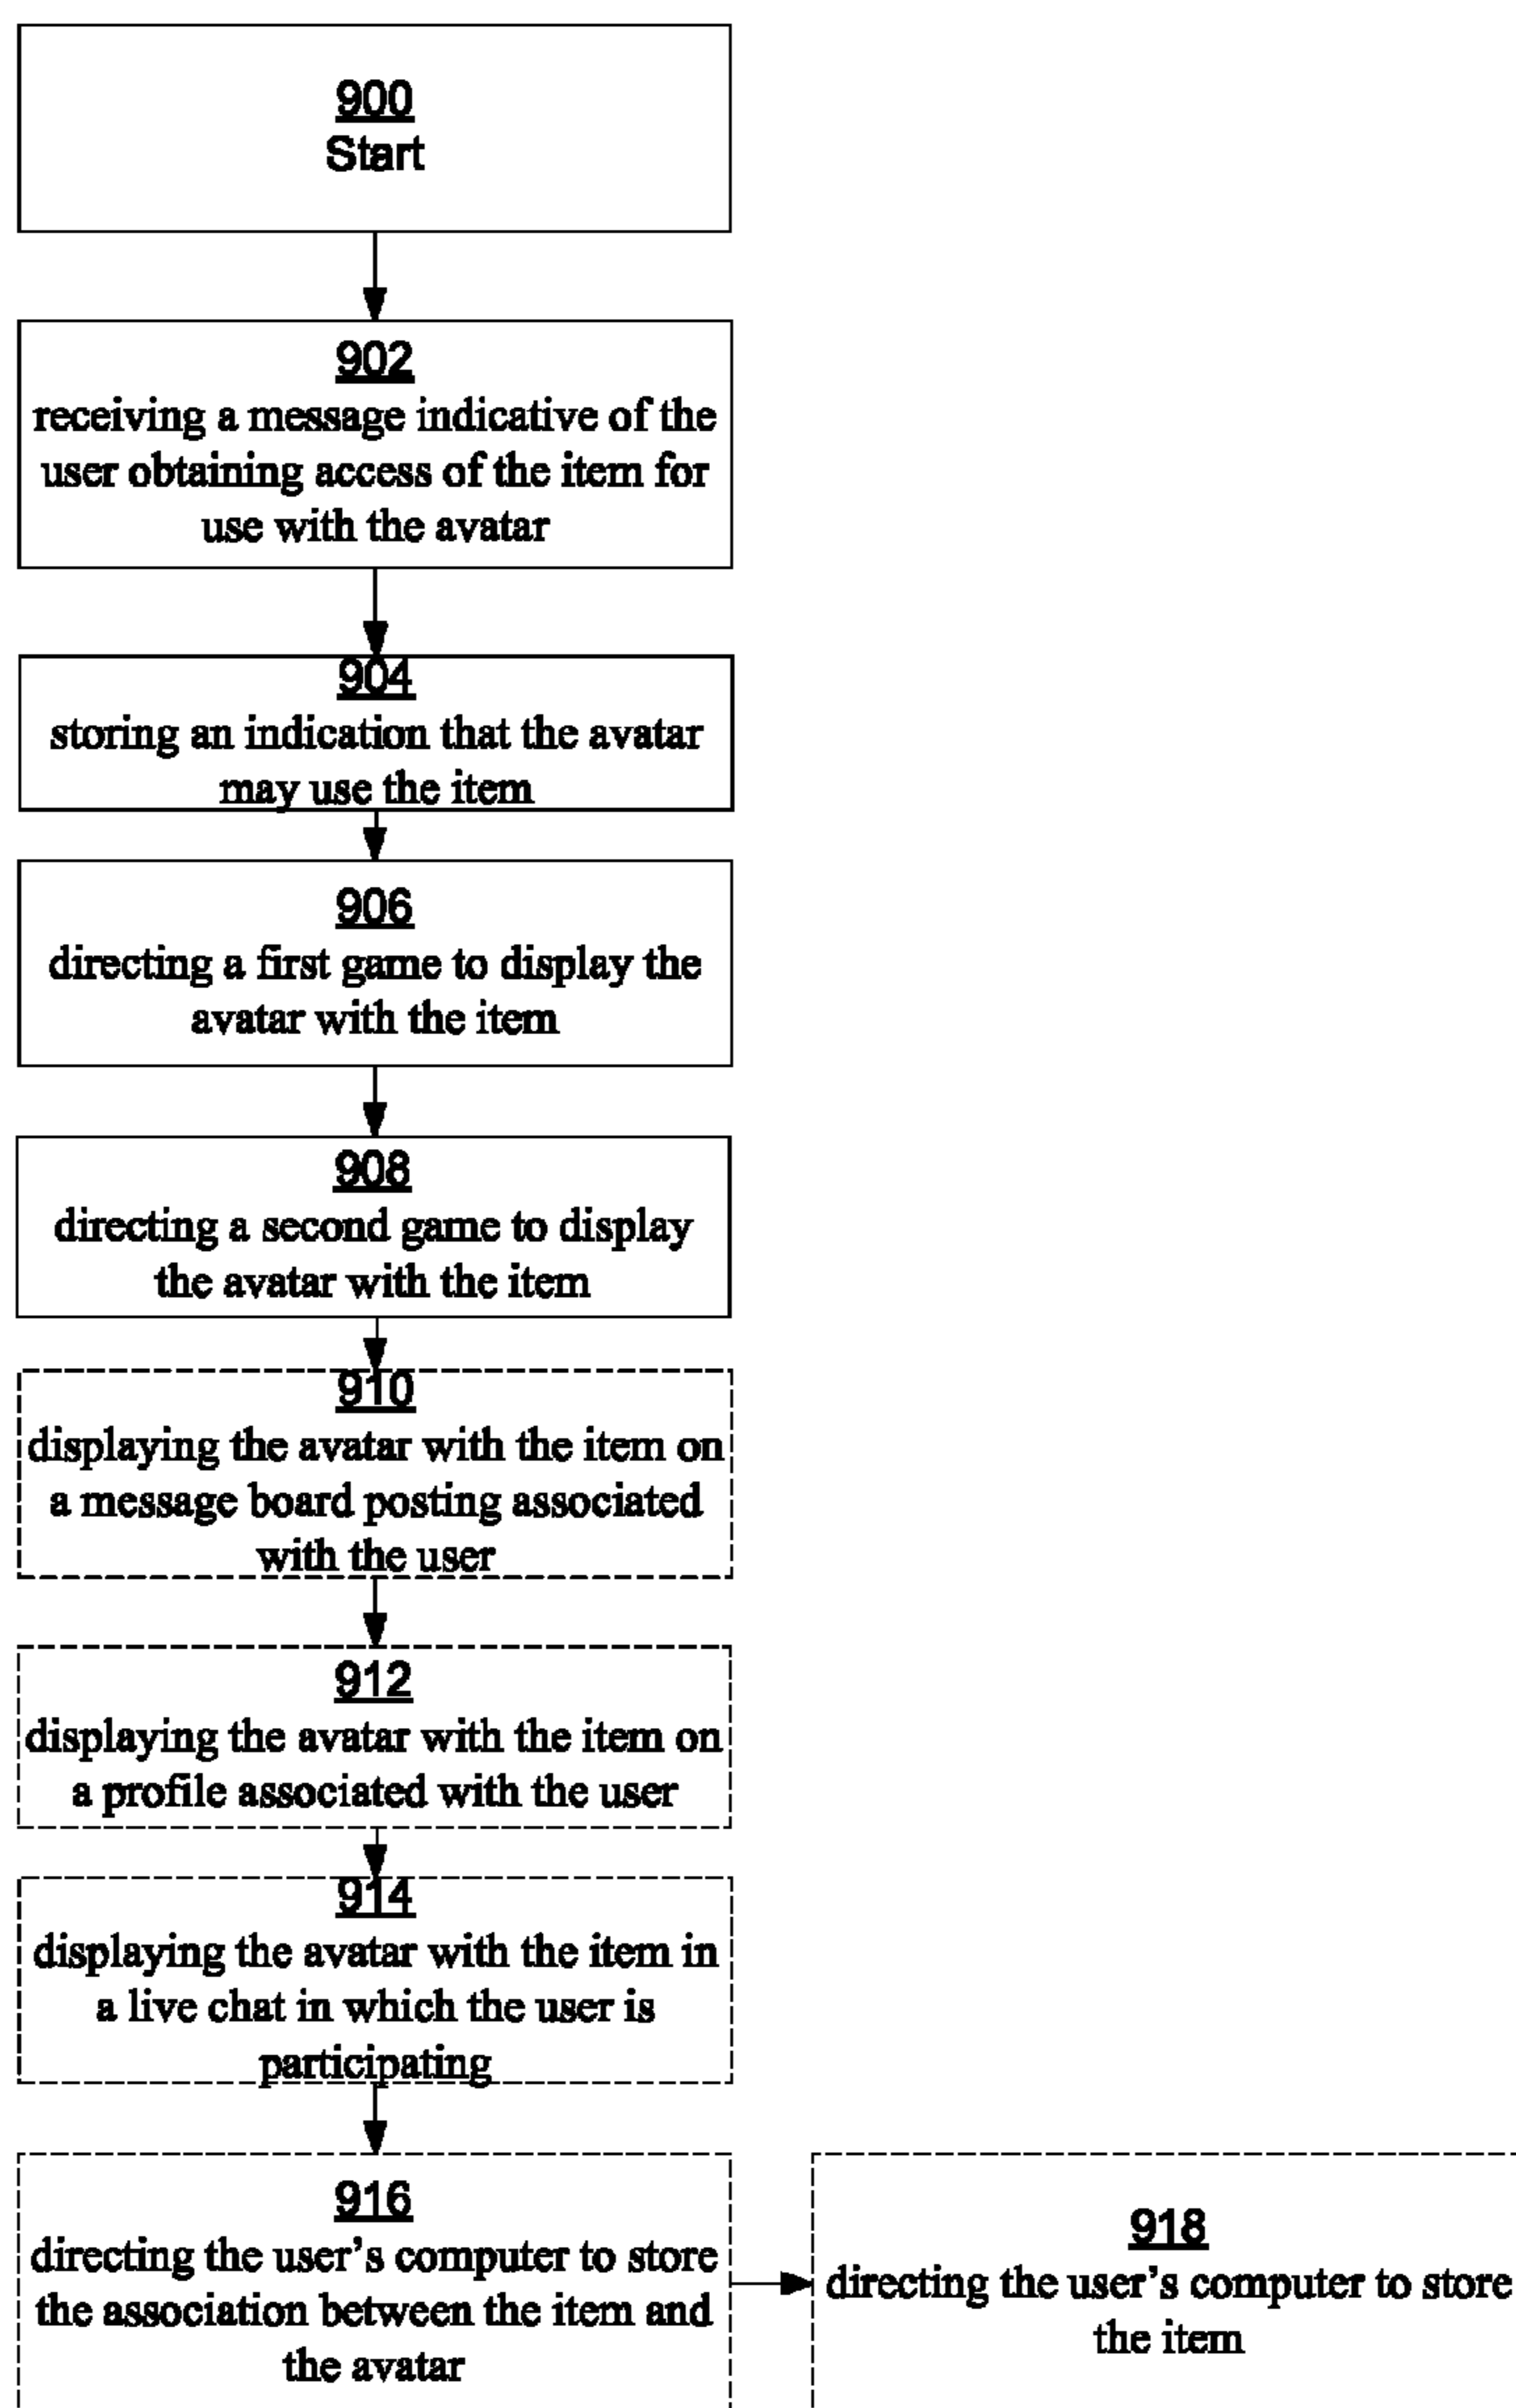 900
Start
902
receiving a message indicative of the
user obtaining access of the item for
use with the avatar
904
storing an indication that the avatar
may use the item
906
directing a first game to display the
avatar with the item
908
directing a second game to display
the avatar with the item
910
displaying the avatar with the item on
a message board posting associated
with the user
912
displaying the avatar with the item on
a profile associated with the user
914
displaying the avatar with the item in
a live chat in which the user is
participating
916
directing the user’s computer to store
the association between the item and
the avatar
918
directing the user’s computer to store
the item